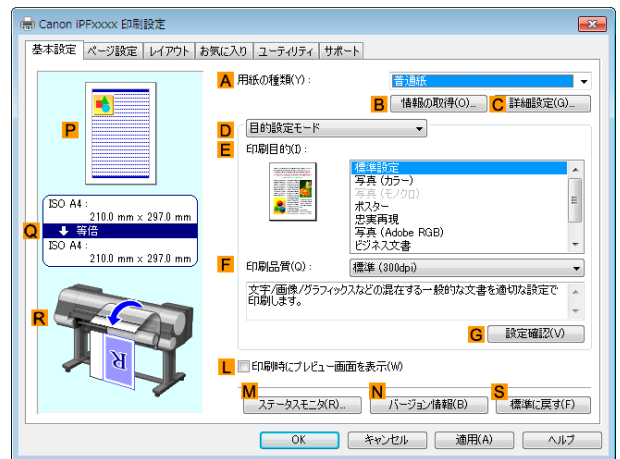 Canon iPFxxxx 印刷設定
基本設定 ページ設定 レイアウト お気に入り ユーティリティ サポート
A 用紙の種類(Y): 普通紙
B 情報の取得(O)... C 詳細設定(G)...
P
D 目的設定モード
E 印刷目的(I):
標準設定
写真 (カラー)
写真 (モノクロ)
ポスター
忠実再現
写真 (Adobe RGB)
ビジネス文書
ISO A4 :
210.0 mm x 297.0 mm
Q 等倍
ISO A4 :
210.0 mm x 297.0 mm
F 印刷品質(Q): 標準 (300dpi)
文字/画像/グラフィックスなどの混在する一般的な文書を適切な設定で
印刷します。
G 設定確認(V)
R
R
L 印刷時にプレビュー画面を表示(W)
M ステータスモニタ(R)... N バージョン情報(B) S 標準に戻す(F)
OK キャンセル 適用(A) ヘルプ